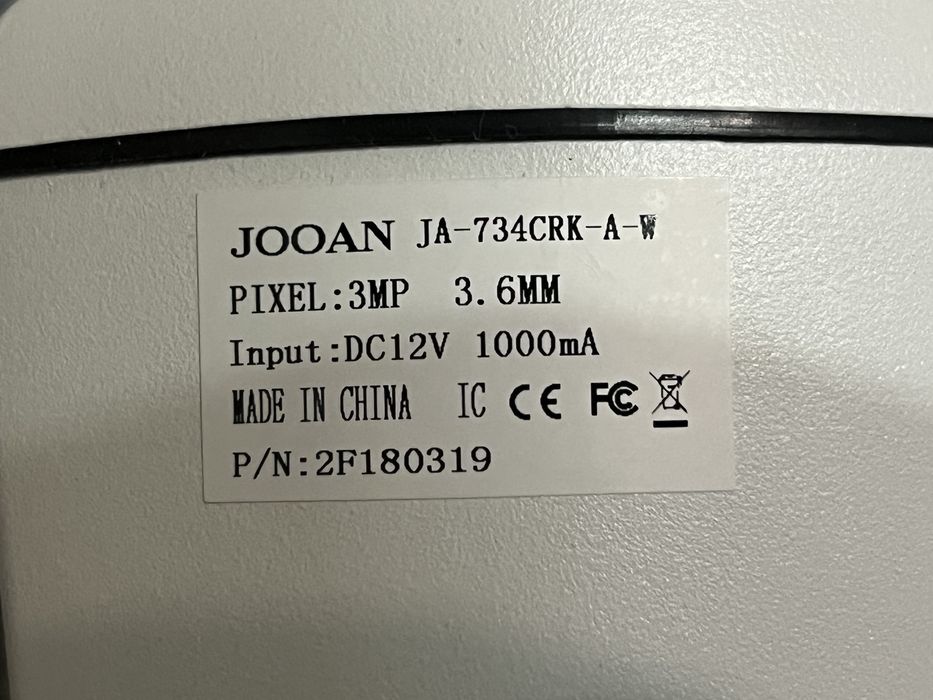 JOOAN JA-734CRK-A-W
PIXEL:3MP 3.6MM
Input:DC12V 1000mA
MADE IN CHINA IC CE FC
P/N:2F180319